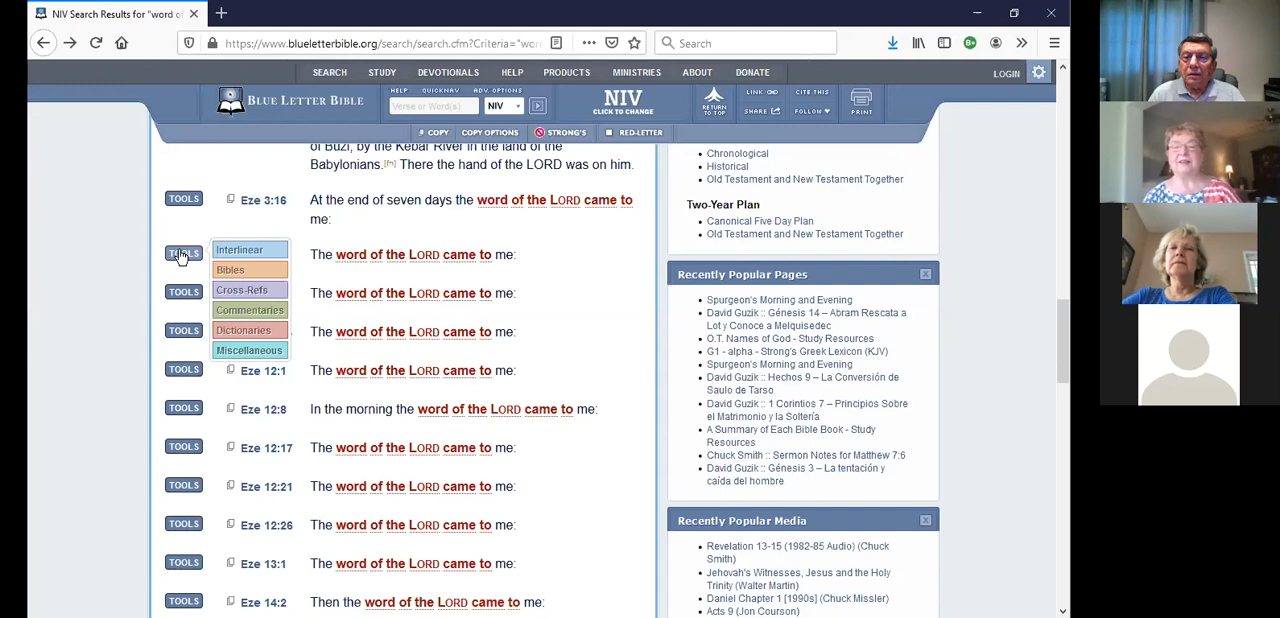 NIV Search Results for "word of
https://www.blueletterbible.org/search/search.cfm?Criteria="wor
Search
SEARCH STUDY DEVOTIONALS HELP PRODUCTS MINISTRIES ABOUT DONATE
LOGIN
BLUE LETTER BIBLE
HELP QUICKNAV ADV. OPTIONS
Verse or Word(s)
NIV
NIV
CLICK TO CHANGE
RETURN
TO TOP
LINK
CITE THIS
SHARE
FOLLOW
PRINT
COPY COPY OPTIONS STRONG'S RED-LETTER
of Buzi, by the Kebar River in the land of the
Babylonians.[fn] There the hand of the LORD was on him.
TOOLS Eze 3:16 At the end of seven days the word of the LORD came to
me:
TOOLS The word of the LORD came to me:
Interlinear
Bibles
Cross-Refs
Commentaries
Dictionaries
Miscellaneous
TOOLS The word of the LORD came to me:
TOOLS The word of the LORD came to me:
TOOLS Eze 12:1 The word of the LORD came to me:
TOOLS Eze 12:8 In the morning the word of the LORD came to me:
TOOLS Eze 12:17 The word of the LORD came to me:
TOOLS Eze 12:21 The word of the LORD came to me:
TOOLS Eze 12:26 The word of the LORD came to me:
TOOLS Eze 13:1 The word of the LORD came to me:
TOOLS Eze 14:2 Then the word of the LORD came to me:
Chronological
Historical
Old Testament and New Testament Together
Two-Year Plan
Canonical Five Day Plan
Old Testament and New Testament Together
Recently Popular Pages
Spurgeon's Morning and Evening
David Guzik :: Génesis 14 – Abram Rescata a
Lot y Conoce a Melquisedec
O.T. Names of God - Study Resources
G1 - alpha - Strong's Greek Lexicon (KJV)
Spurgeon's Morning and Evening
David Guzik :: Hechos 9 – La Conversión de
Saulo de Tarso
David Guzik :: 1 Corintios 7 – Principios Sobre
el Matrimonio y la Soltería
A Summary of Each Bible Book - Study
Resources
Chuck Smith :: Sermon Notes for Matthew 7:6
David Guzik :: Génesis 3 – La tentación y
caída del hombre
Recently Popular Media
Revelation 13-15 (1982-85 Audio) (Chuck
Smith)
Jehovah's Witnesses, Jesus and the Holy
Trinity (Walter Martin)
Daniel Chapter 1 [1990s] (Chuck Missler)
Acts 9 (Jon Courson)